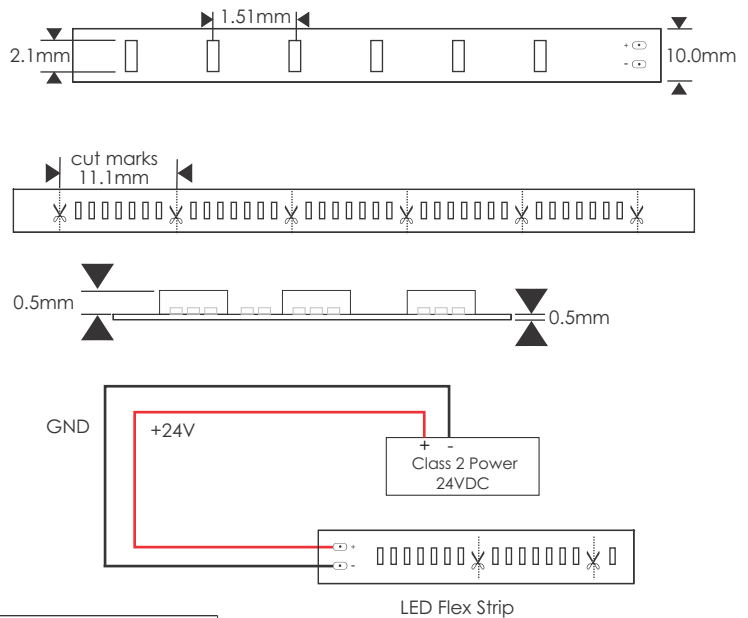 1.51mm
2.1mm
+
-
10.0mm
cut marks
11.1mm
0.5mm
0.5mm
GND
+24V
+ -
Class 2 Power
24VDC
+
-
LED Flex Strip